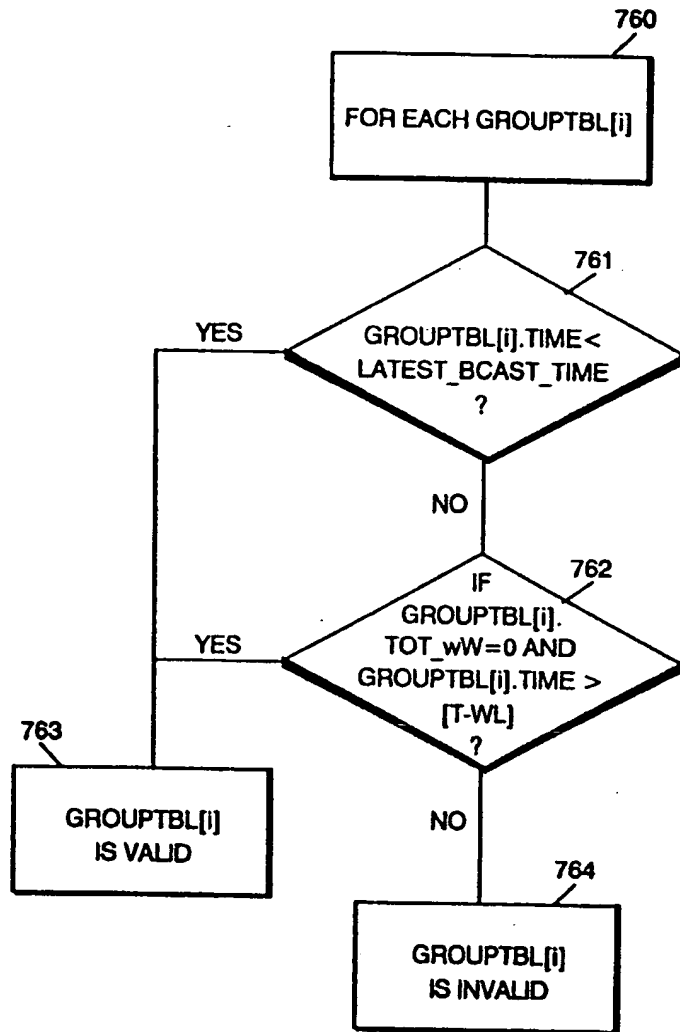 760
FOR EACH GROUPTBL[i]
761
YES
GROUPTBL[i].TIME<
LATEST_BCAST_TIME
?
NO
762
IF
GROUPTBL[i].
TOT_wW=0 AND
GROUPTBL[i].TIME >
[T-WL]
?
YES
763
GROUPTBL[i]
IS VALID
NO
764
GROUPTBL[i]
IS INVALID